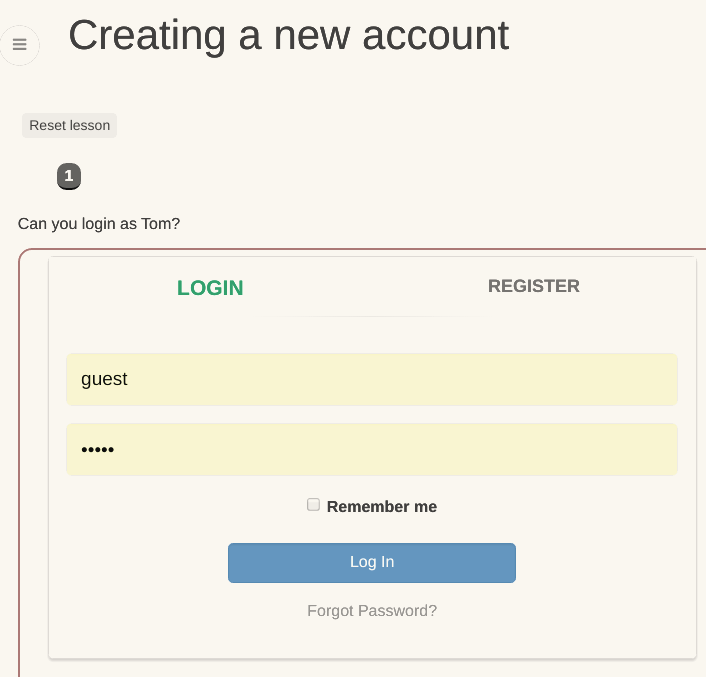 Creating a new account
Reset lesson
1
Can you login as Tom?
LOGIN REGISTER
guest
•••••
Remember me
Log In
Forgot Password?